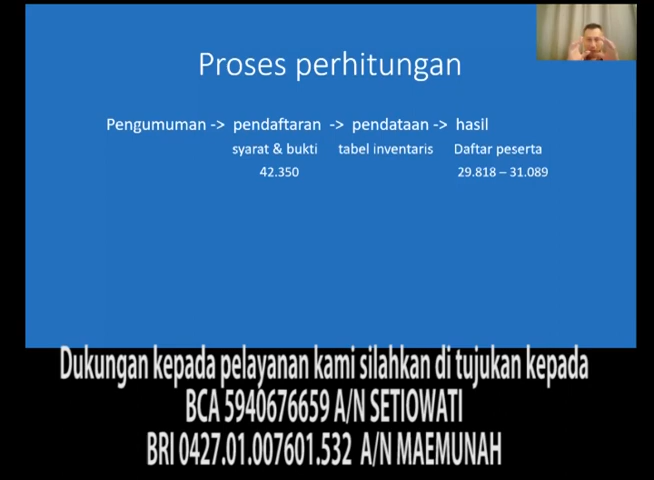 Proses perhitungan
Pengumuman -> pendaftaran -> pendataan -> hasil
syarat & bukti tabel inventaris Daftar peserta
42.350 29.818 – 31.089
Dukungan kepada pelayanan kami silahkan di tujukan kepada
BCA 5940676659 A/N SETIOWATI
BRI 0427.01.007601.532 A/N MAEMUNAH